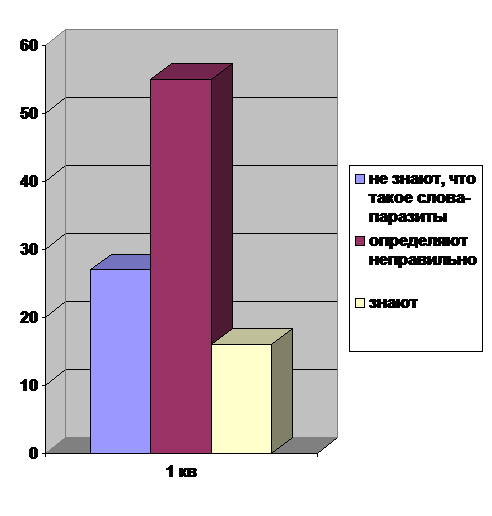 60
50
40
30
20
10
0
1 кв
не знают, что
такое слова-
паразиты
определяют
неправильно
знают